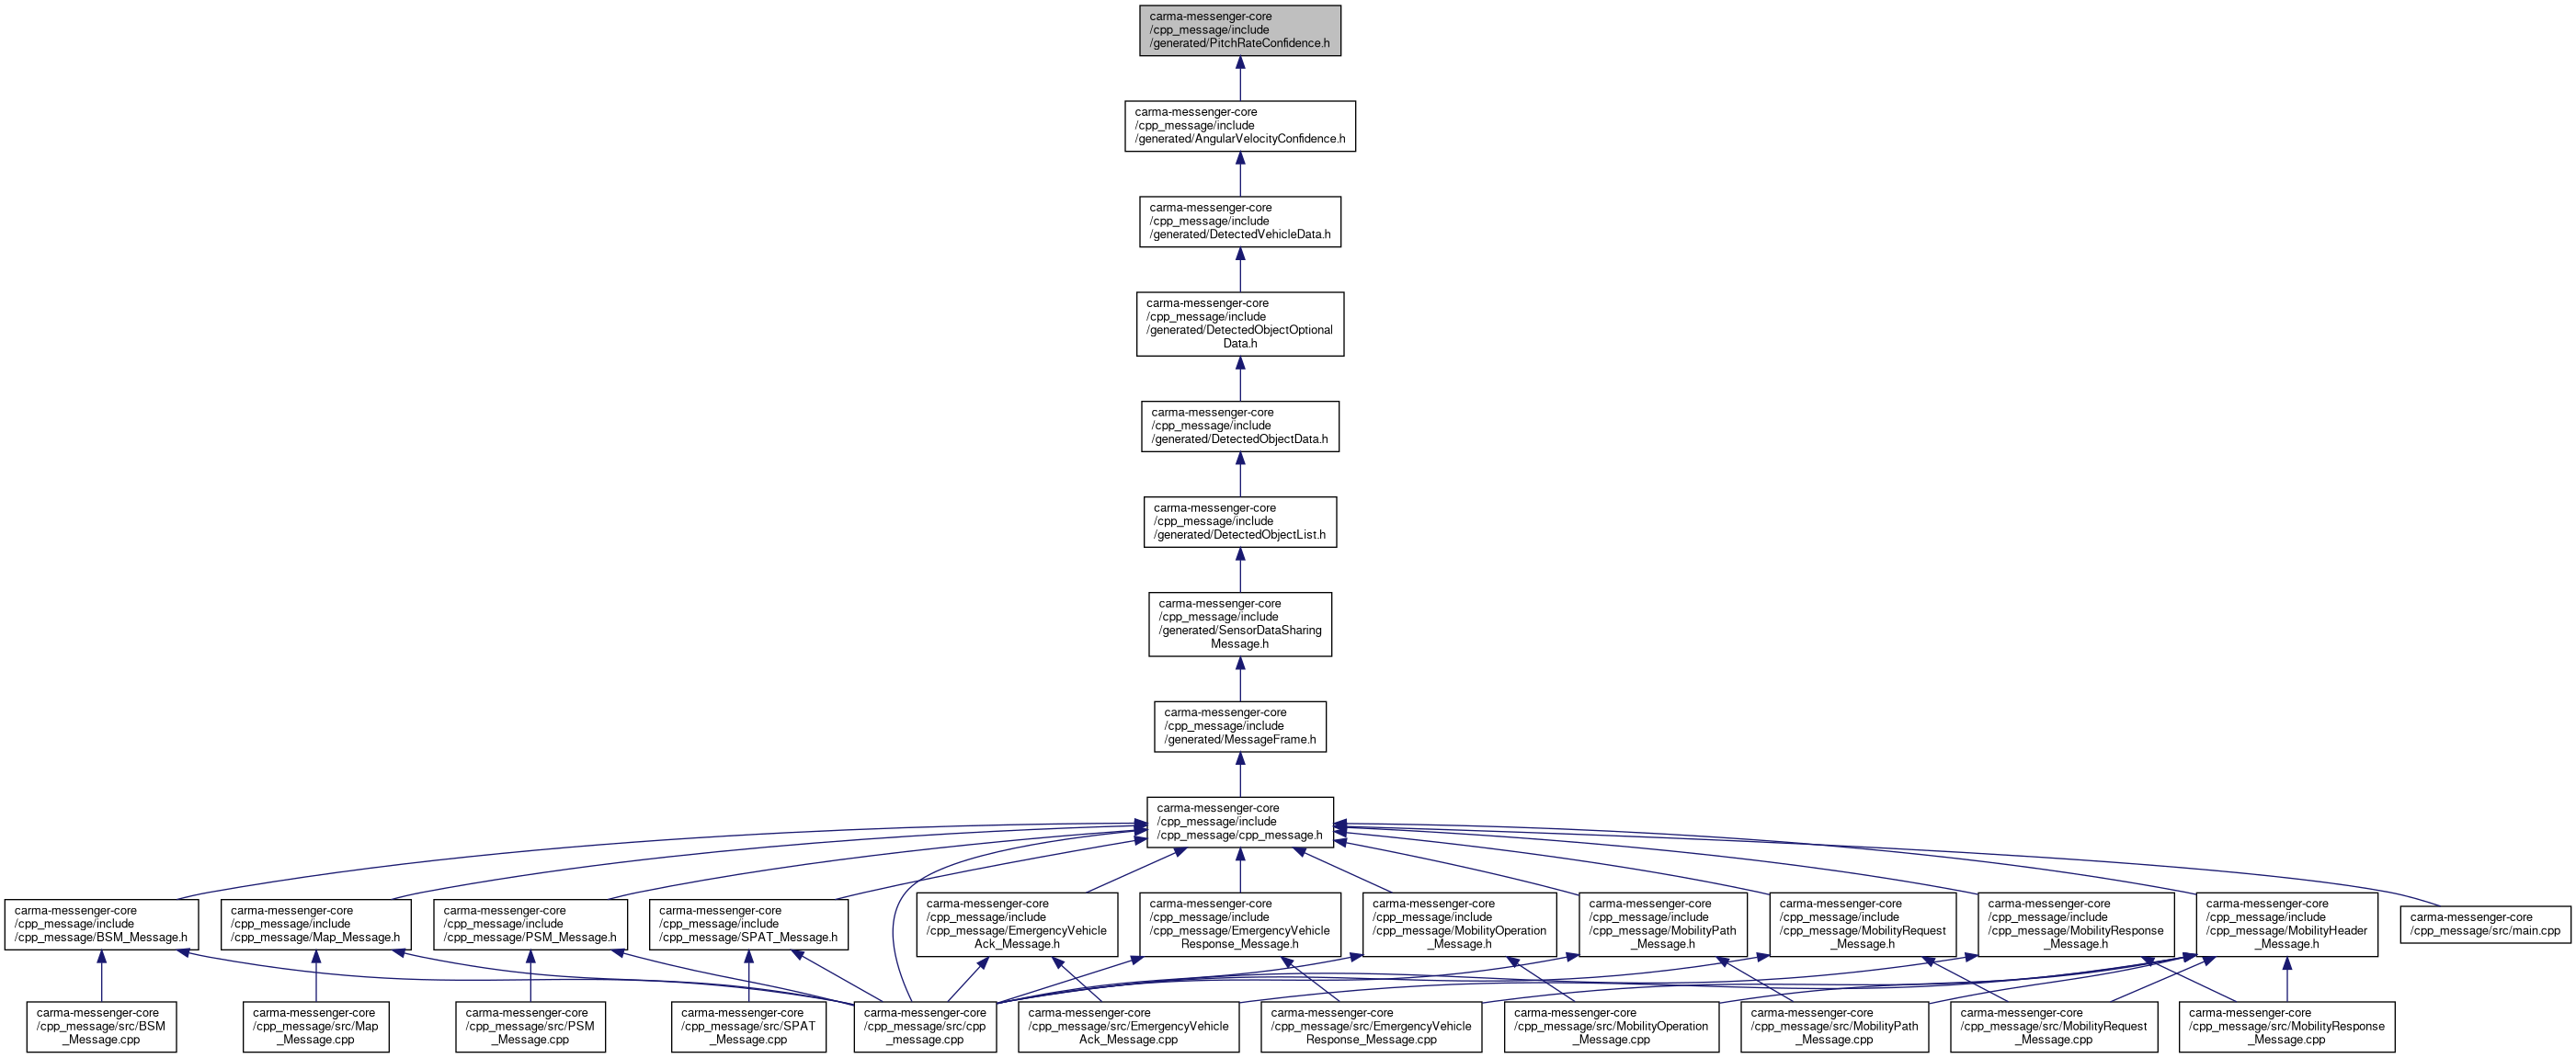 carma-messenger-core
/cpp_message/include
/generated/PitchRateConfidence.h
carma-messenger-core
/cpp_message/include
/generated/AngularVelocityConfidence.h
carma-messenger-core
/cpp_message/include
/generated/DetectedVehicleData.h
carma-messenger-core
/cpp_message/include
/generated/DetectedObjectOptional
Data.h
carma-messenger-core
/cpp_message/include
/generated/DetectedObjectData.h
carma-messenger-core
/cpp_message/include
/generated/DetectedObjectList.h
carma-messenger-core
/cpp_message/include
/generated/SensorDataSharing
Message.h
carma-messenger-core
/cpp_message/include
/generated/MessageFrame.h
carma-messenger-core
/cpp_message/include
/cpp_message/cpp_message.h
carma-messenger-core
/cpp_message/include
/cpp_message/BSM_Message.h
carma-messenger-core
/cpp_message/include
/cpp_message/Map_Message.h
carma-messenger-core
/cpp_message/include
/cpp_message/PSM_Message.h
carma-messenger-core
/cpp_message/include
/cpp_message/SPAT_Message.h
carma-messenger-core
/cpp_message/include
/cpp_message/EmergencyVehicle
Ack_Message.h
carma-messenger-core
/cpp_message/include
/cpp_message/EmergencyVehicle
Response_Message.h
carma-messenger-core
/cpp_message/include
/cpp_message/MobilityOperation
_Message.h
carma-messenger-core
/cpp_message/include
/cpp_message/MobilityPath
_Message.h
carma-messenger-core
/cpp_message/include
/cpp_message/MobilityRequest
_Message.h
carma-messenger-core
/cpp_message/include
/cpp_message/MobilityResponse
_Message.h
carma-messenger-core
/cpp_message/include
/cpp_message/MobilityHeader
_Message.h
carma-messenger-core
/cpp_message/src/main.cpp
carma-messenger-core
/cpp_message/src/BSM
_Message.cpp
carma-messenger-core
/cpp_message/src/Map
_Message.cpp
carma-messenger-core
/cpp_message/src/PSM
_Message.cpp
carma-messenger-core
/cpp_message/src/SPAT
_Message.cpp
carma-messenger-core
/cpp_message/src/cpp
_message.cpp
carma-messenger-core
/cpp_message/src/EmergencyVehicle
Ack_Message.cpp
carma-messenger-core
/cpp_message/src/EmergencyVehicle
Response_Message.cpp
carma-messenger-core
/cpp_message/src/MobilityOperation
_Message.cpp
carma-messenger-core
/cpp_message/src/MobilityPath
_Message.cpp
carma-messenger-core
/cpp_message/src/MobilityRequest
_Message.cpp
carma-messenger-core
/cpp_message/src/MobilityResponse
_Message.cpp